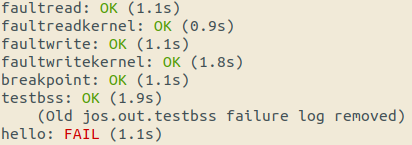 faultread: OK (1.1s)
faultreadkernel: OK (0.9s)
faultwrite: OK (1.1s)
faultwritekernel: OK (1.8s)
breakpoint: OK (1.1s)
testbss: OK (1.9s)
    (Old jos.out.testbss failure log removed)
hello: FAIL (1.1s)